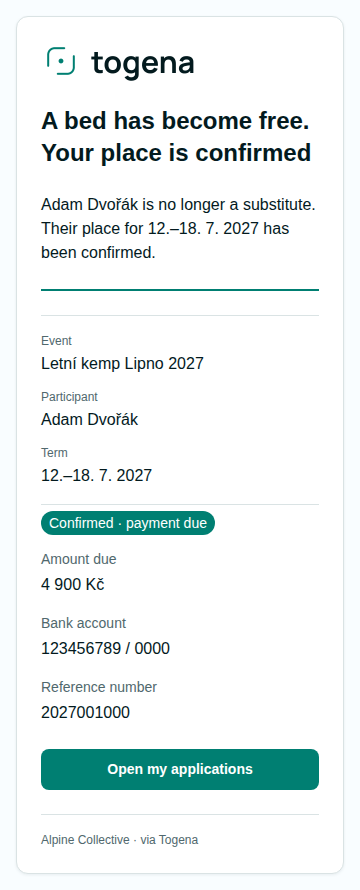 togena
A bed has become free.
Your place is confirmed
Adam Dvořák is no longer a substitute.
Their place for 12.–18. 7. 2027 has
been confirmed.
Event
Letní kemp Lipno 2027
Participant
Adam Dvořák
Term
12.–18. 7. 2027
Confirmed · payment due
Amount due
4 900 Kč
Bank account
123456789 / 0000
Reference number
2027001000
Open my applications
Alpine Collective · via Togena